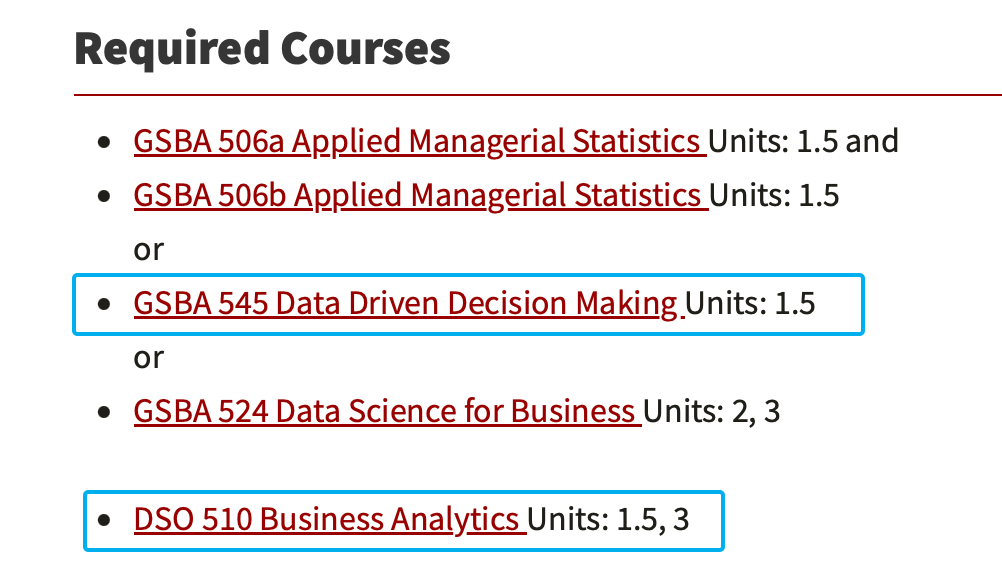 Required Courses
GSBA 506a Applied Managerial Statistics Units: 1.5 and
GSBA 506b Applied Managerial Statistics Units: 1.5
or
GSBA 545 Data Driven Decision Making Units: 1.5
or
GSBA 524 Data Science for Business Units: 2, 3
DSO 510 Business Analytics Units: 1.5, 3